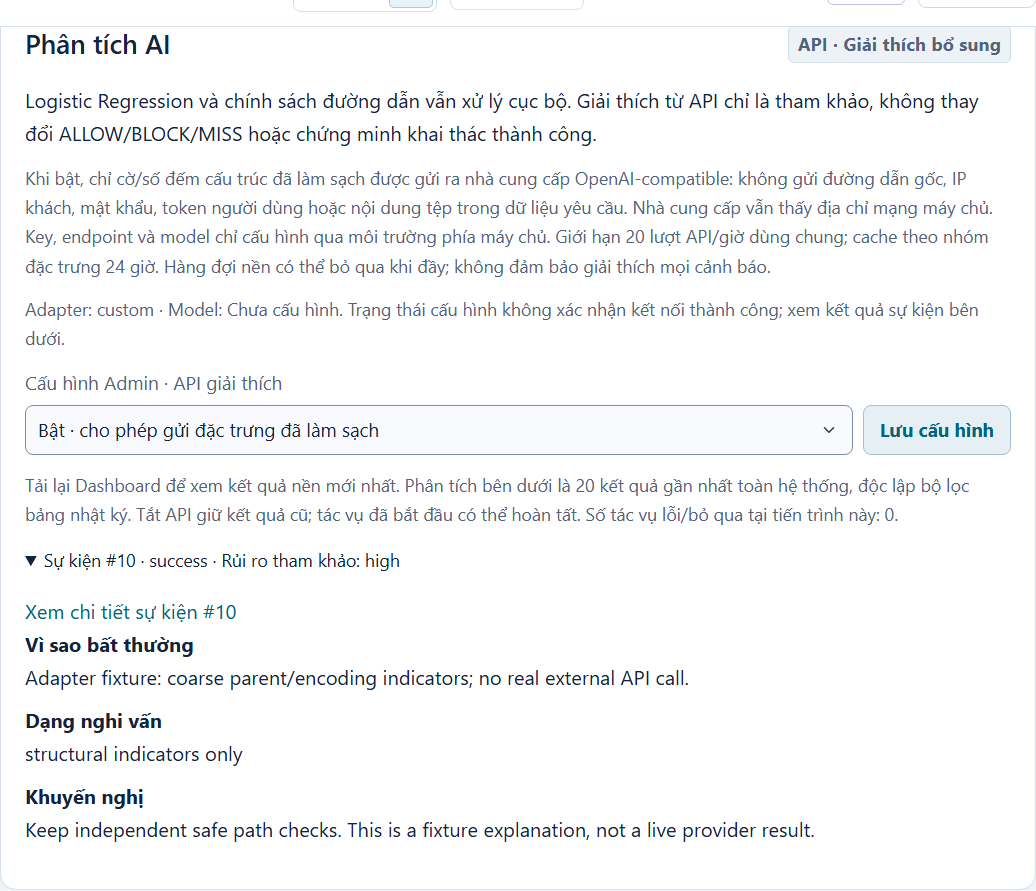 Phân tích AI
API · Giải thích bổ sung
Logistic Regression và chính sách đường dẫn vẫn xử lý cục bộ. Giải thích từ API chỉ là tham khảo, không thay
đổi ALLOW/BLOCK/MISS hoặc chứng minh khai thác thành công.
Khi bật, chỉ cờ/số đếm cấu trúc đã làm sạch được gửi ra nhà cung cấp OpenAI-compatible: không gửi đường dẫn gốc, IP
khách, mật khẩu, token người dùng hoặc nội dung tệp trong dữ liệu yêu cầu. Nhà cung cấp vẫn thấy địa chỉ mạng máy chủ.
Key, endpoint và model chỉ cấu hình qua môi trường phía máy chủ. Giới hạn 20 lượt API/giờ dùng chung; cache theo nhóm
đặc trưng 24 giờ. Hàng đợi nền có thể bỏ qua khi đầy; không đảm bảo giải thích mọi cảnh báo.
Adapter: custom · Model: Chưa cấu hình. Trạng thái cấu hình không xác nhận kết nối thành công; xem kết quả sự kiện bên
dưới.
Cấu hình Admin · API giải thích
Bật · cho phép gửi đặc trưng đã làm sạch
Lưu cấu hình
Tải lại Dashboard để xem kết quả nền mới nhất. Phân tích bên dưới là 20 kết quả gần nhất toàn hệ thống, độc lập bộ lọc
bảng nhật ký. Tắt API giữ kết quả cũ; tác vụ đã bắt đầu có thể hoàn tất. Số tác vụ lỗi/bỏ qua tại tiến trình này: 0.
▼ Sự kiện #10 · success · Rủi ro tham khảo: high
Xem chi tiết sự kiện #10
Vì sao bất thường
Adapter fixture: coarse parent/encoding indicators; no real external API call.
Dạng nghi vấn
structural indicators only
Khuyến nghị
Keep independent safe path checks. This is a fixture explanation, not a live provider result.